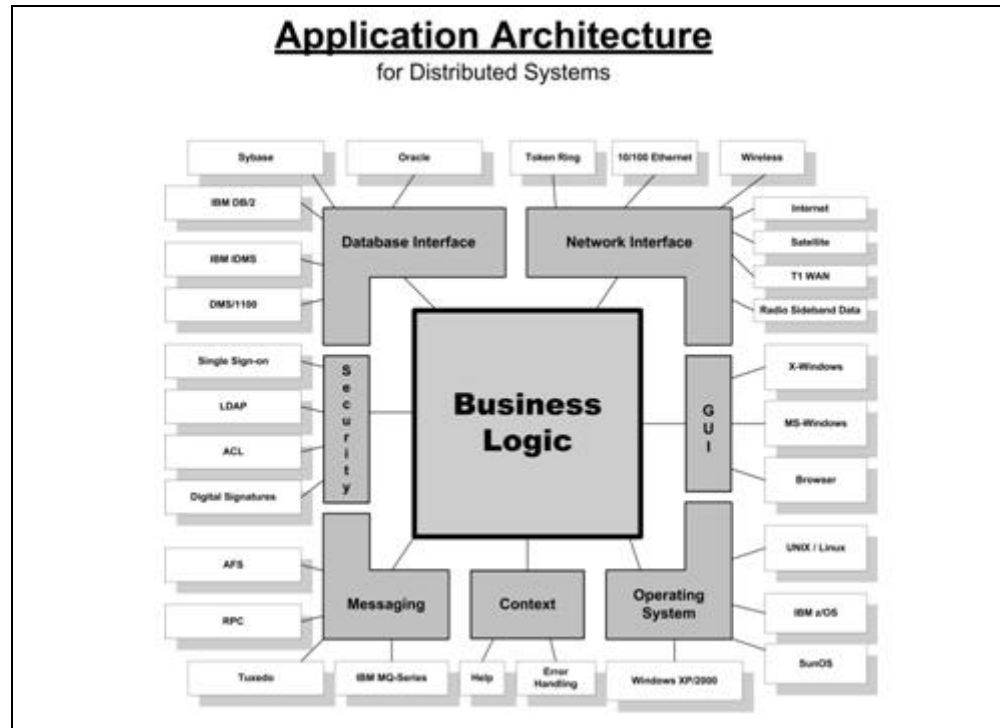 Application Architecture
for Distributed Systems
Sybase
Oracle
Token Ring
10/100 Ethernet
Wireless
IBM DB/2
IBM IDMS
DMS/1100
Database Interface
Network Interface
Internet
Satellite
T1 WAN
Radio Sideband Data
Single Sign-on
LDAP
ACL
Digital Signatures
Security
Business
Logic
GUI
X-Windows
MS-Windows
Browser
AFS
RPC
Tuxedo
IBM MQ-Series
Messaging
Context
Help
Error
Handling
Operating
System
UNIX / Linux
IBM z/OS
SunOS
Windows XP/2000